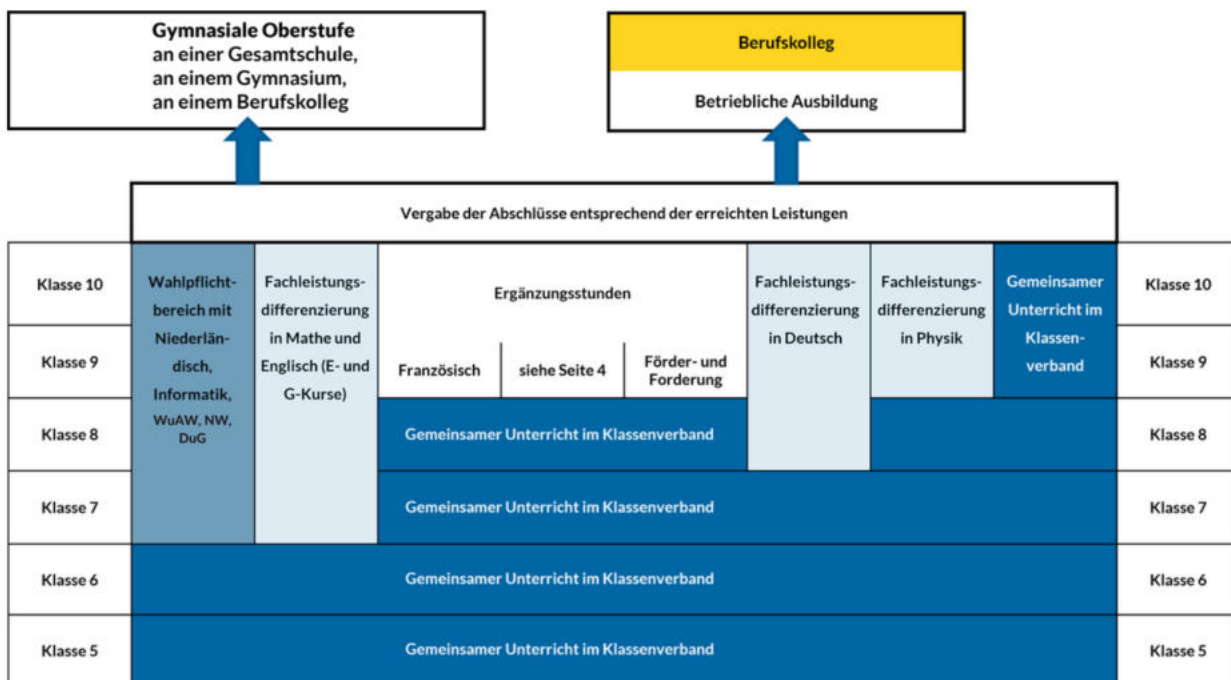 Gymnasiale Oberstufe
an einer Gesamtschule,
an einem Gymnasium,
an einem Berufskolleg
Berufskolleg
Betriebliche Ausbildung
Vergabe der Abschlüsse entsprechend der erreichten Leistungen
Klasse 10
Klasse 9
Klasse 8
Klasse 7
Klasse 6
Klasse 5
Wahlpflicht-
bereich mit
Niederlän-
disch,
Informatik,
WuAW, NW,
DuG
Fachleistungs-
differenzierung
in Mathe und
Englisch (E- und
G-Kurse)
Ergänzungsstunden
Französisch
siehe Seite 4
Förder- und
Forderung
Fachleistungs-
differenzierung
in Deutsch
Fachleistungs-
differenzierung
in Physik
Gemeinsamer
Unterricht im
Klassen-
verband
Gemeinsamer Unterricht im Klassenverband
Gemeinsamer Unterricht im Klassenverband
Gemeinsamer Unterricht im Klassenverband
Gemeinsamer Unterricht im Klassenverband
Klasse 10
Klasse 9
Klasse 8
Klasse 7
Klasse 6
Klasse 5